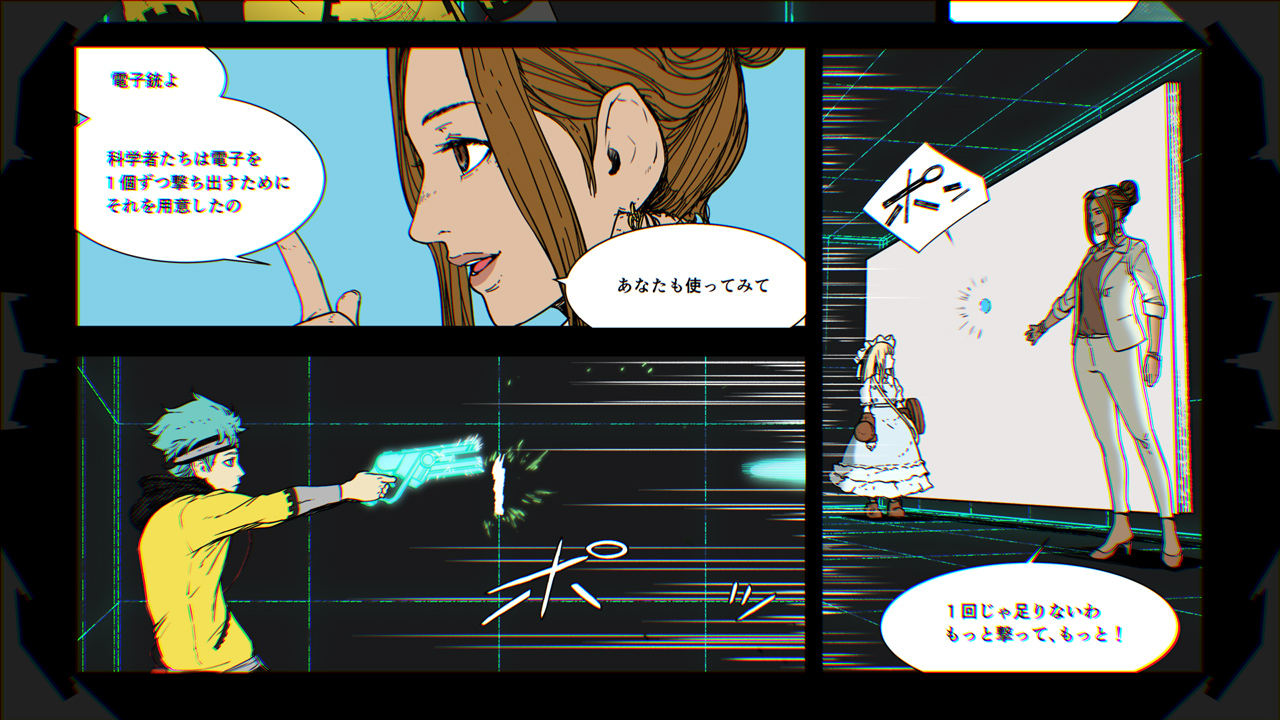 電子銃よ
科学者たちは電子を
1個ずつ撃ち出すために
それを用意したの
あなたも使ってみて
ポッ
ポッ
1回じゃ足りないわ
もっと撃って、もっと！